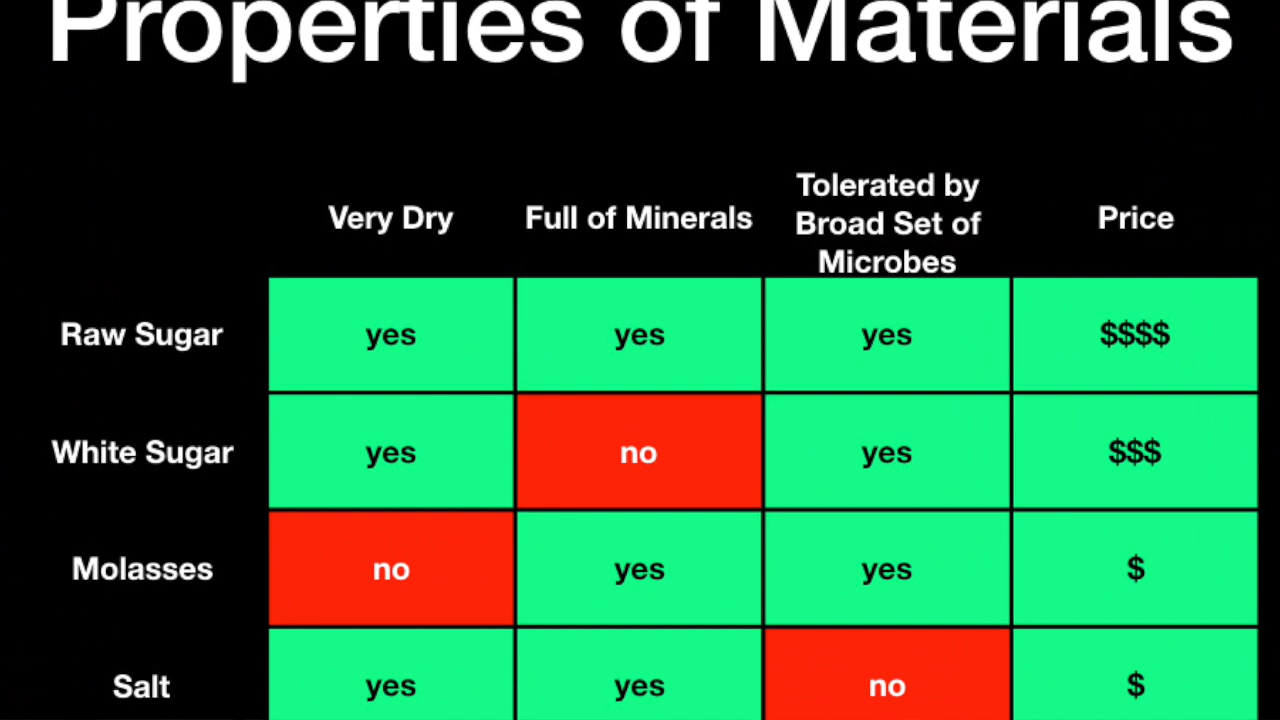 Properties of Materials
Very Dry Full of Minerals Tolerated by Broad Set of Microbes Price
Raw Sugar yes yes yes $$$$
White Sugar yes no yes $$$
Molasses no yes yes $
Salt yes yes no $